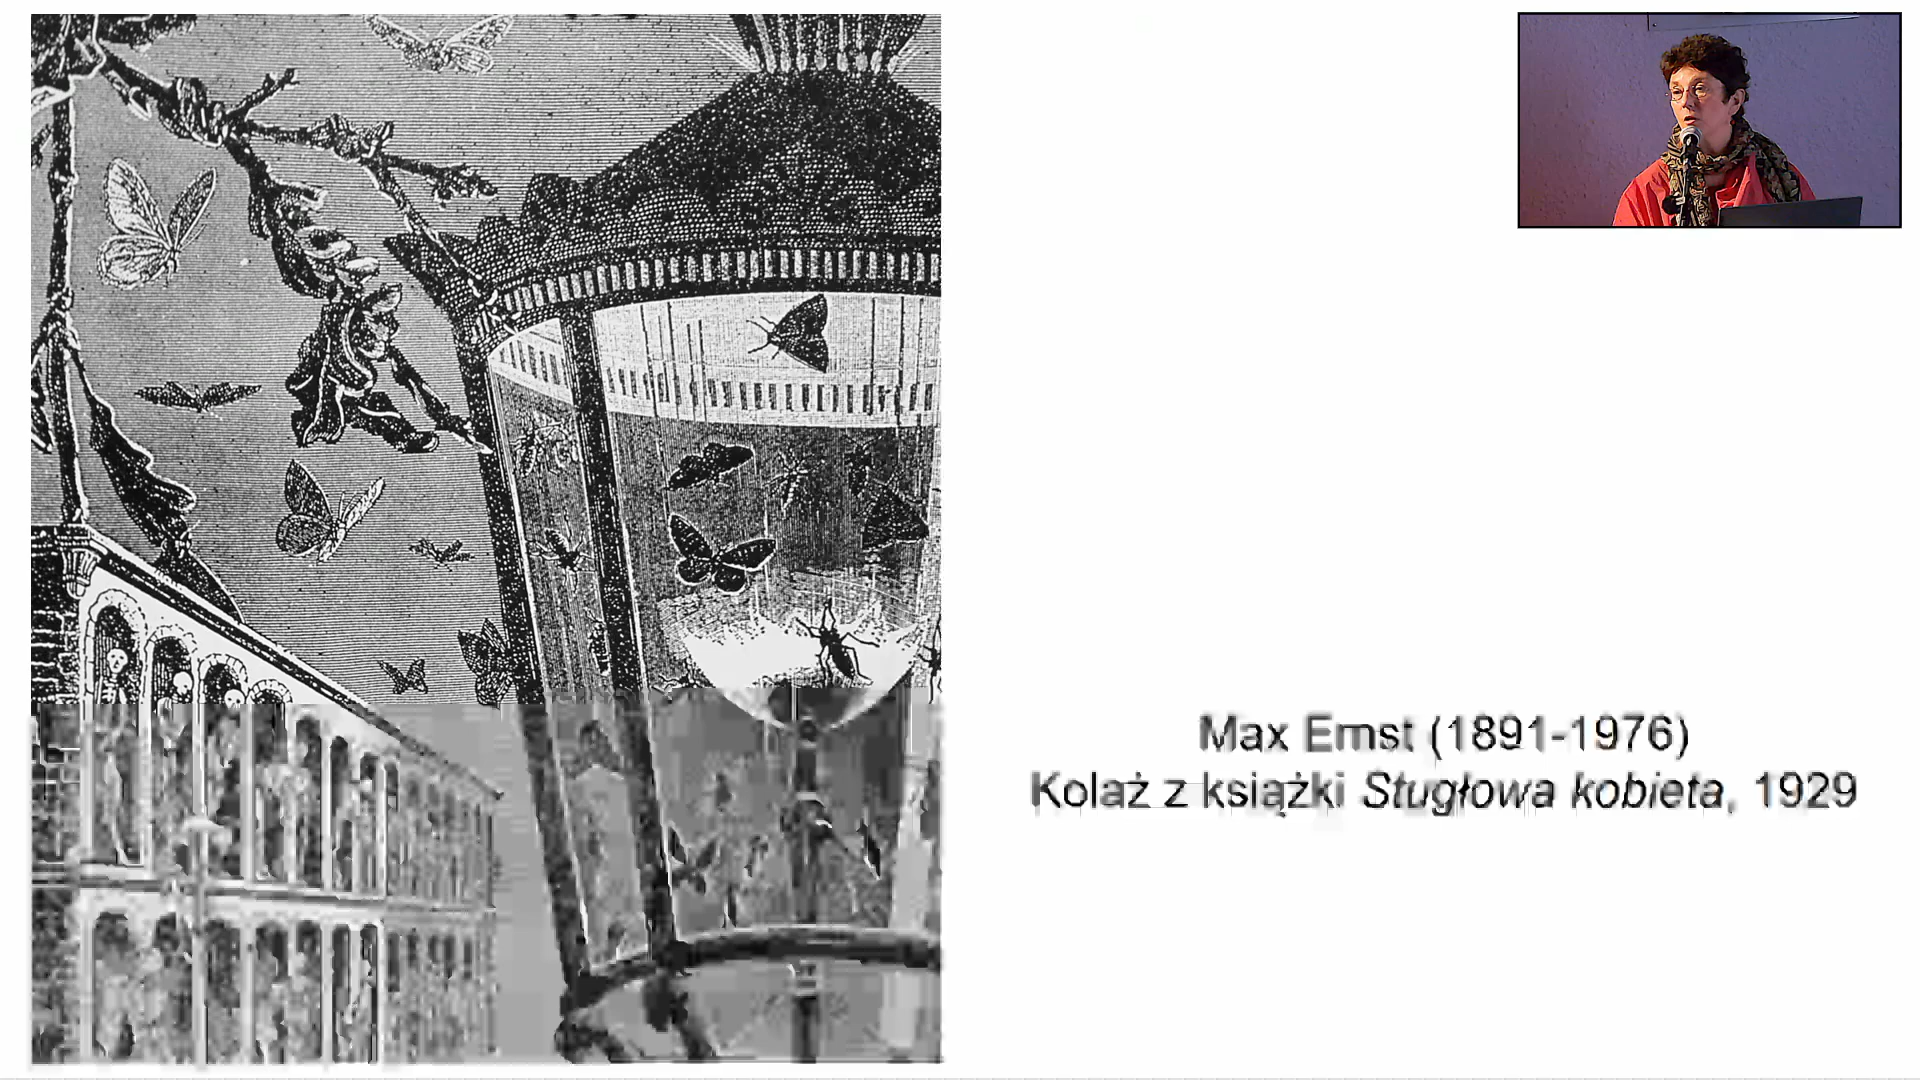 Max Ernst (1891-1976)
Kolaż z książki Stugłowa kobieta, 1929